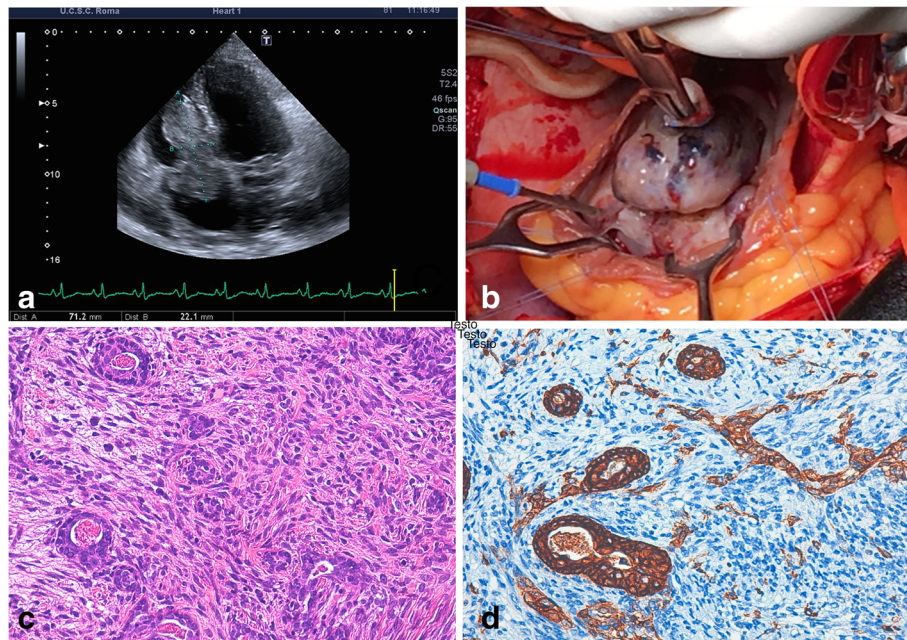 U.C.S.C. Roma Heart 1 81 11:16:49
0
T
5S2
T2.4
46 fps
Qscan
G:95
DR:55
A
B
5
10
16
Dist A 71.2 mm Dist B 22.1 mm
a
b
Testo
Testo
Testo
c
d